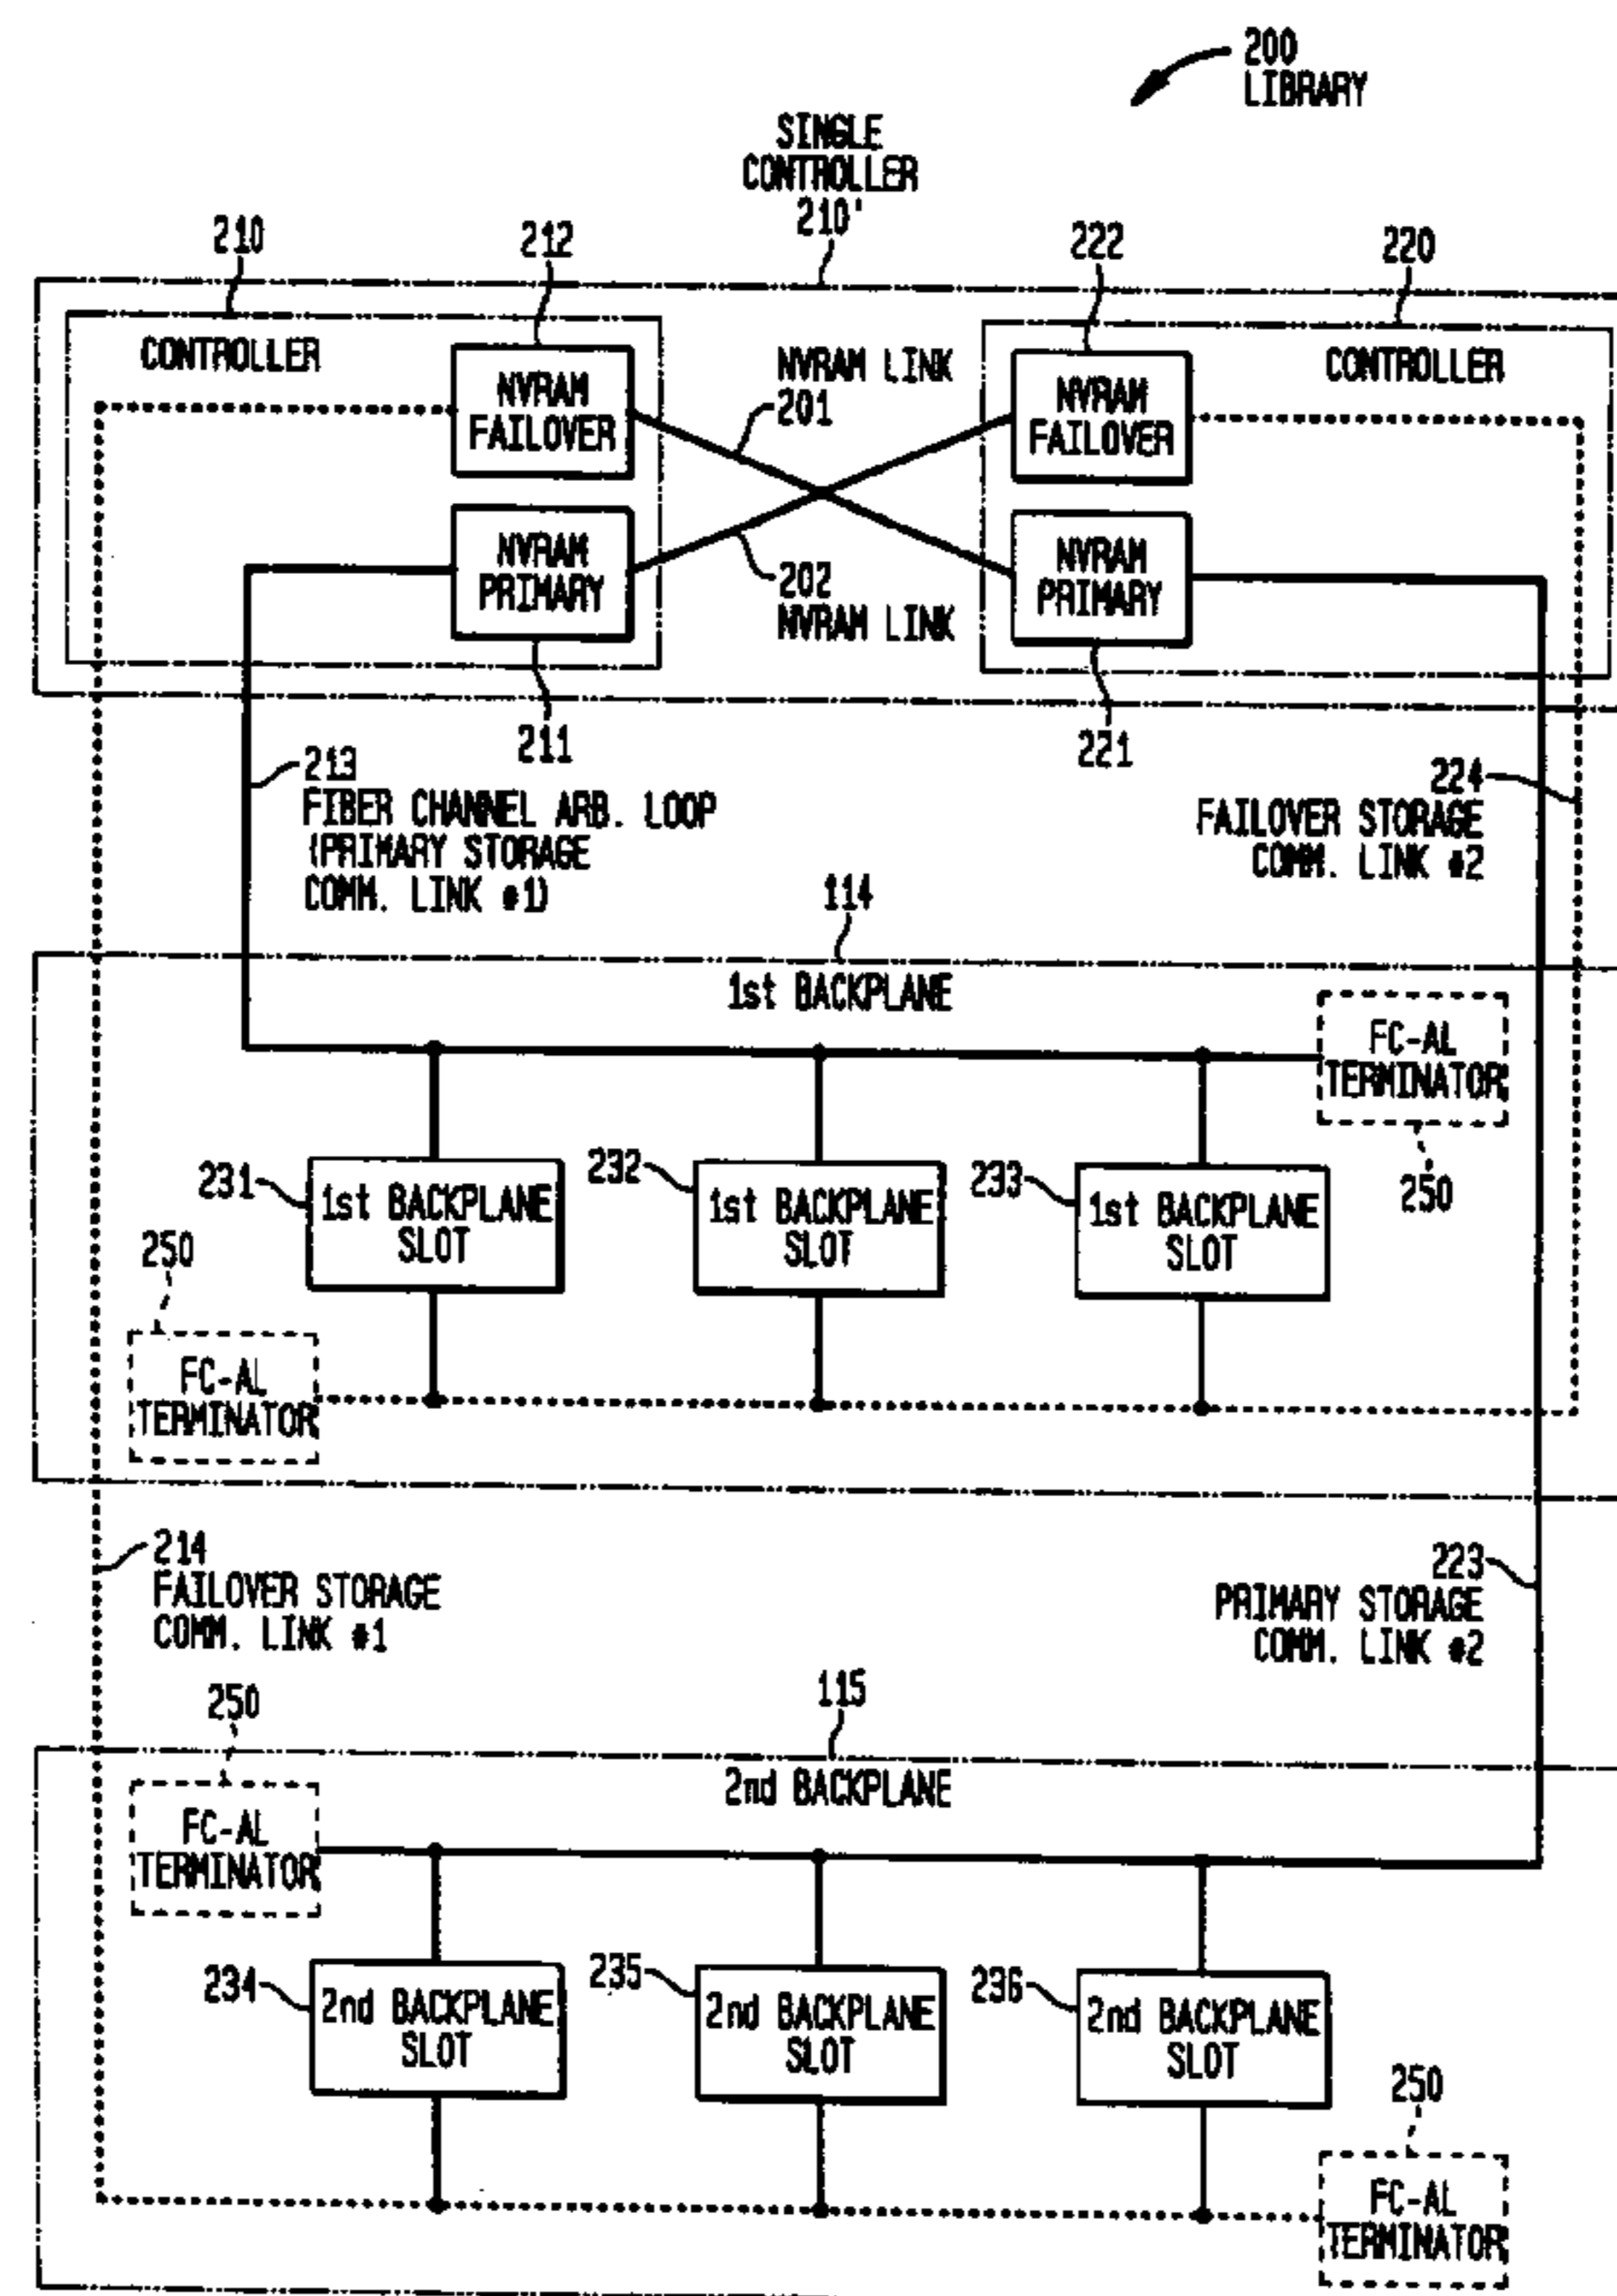 200
LIBRARY
SINGLE
CONTROLLER
210'
210
212
222
220
CONTROLLER
NVRAM
FAILOVER
NVRAM LINK
201
NVRAM
FAILOVER
CONTROLLER
NVRAM
PRIMARY
202
NVRAM LINK
NVRAM
PRIMARY
211
221
213
FIBER CHANNEL ARB. LOOP
(PRIMARY STORAGE
COMM. LINK #1)
224
FAILOVER STORAGE
COMM. LINK #2
114
1st BACKPLANE
FC-AL
TERMINATOR
250
231
1st BACKPLANE
SLOT
232
1st BACKPLANE
SLOT
233
1st BACKPLANE
SLOT
250
FC-AL
TERMINATOR
214
FAILOVER STORAGE
COMM. LINK #1
223
PRIMARY STORAGE
COMM. LINK #2
250
115
2nd BACKPLANE
FC-AL
TERMINATOR
234
2nd BACKPLANE
SLOT
235
2nd BACKPLANE
SLOT
236
2nd BACKPLANE
SLOT
250
FC-AL
TERMINATOR